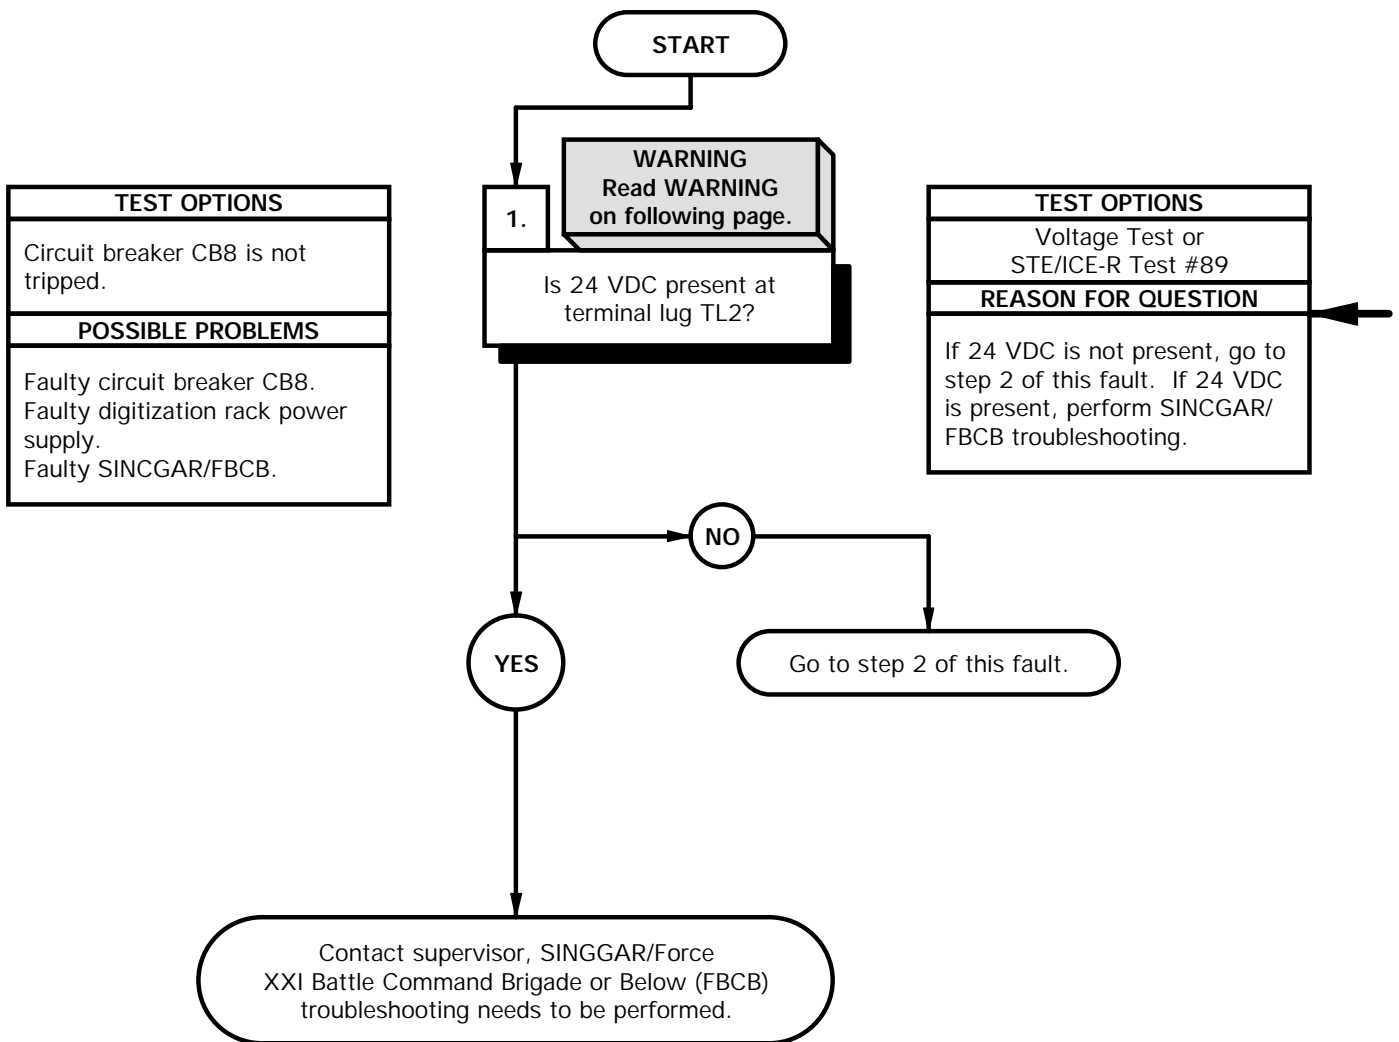 START
WARNING
Read WARNING
on following page.
1.
Is 24 VDC present at
terminal lug TL2?
TEST OPTIONS
Circuit breaker CB8 is not
tripped.
POSSIBLE PROBLEMS
Faulty circuit breaker CB8.
Faulty digitization rack power
supply.
Faulty SINCGAR/FBCB.
TEST OPTIONS
Voltage Test or
STE/ICE-R Test #89
REASON FOR QUESTION
If 24 VDC is not present, go to
step 2 of this fault. If 24 VDC
is present, perform SINCGAR/
FBCB troubleshooting.
NO
YES
Go to step 2 of this fault.
Contact supervisor, SINGGAR/Force
XXI Battle Command Brigade or Below (FBCB)
troubleshooting needs to be performed.